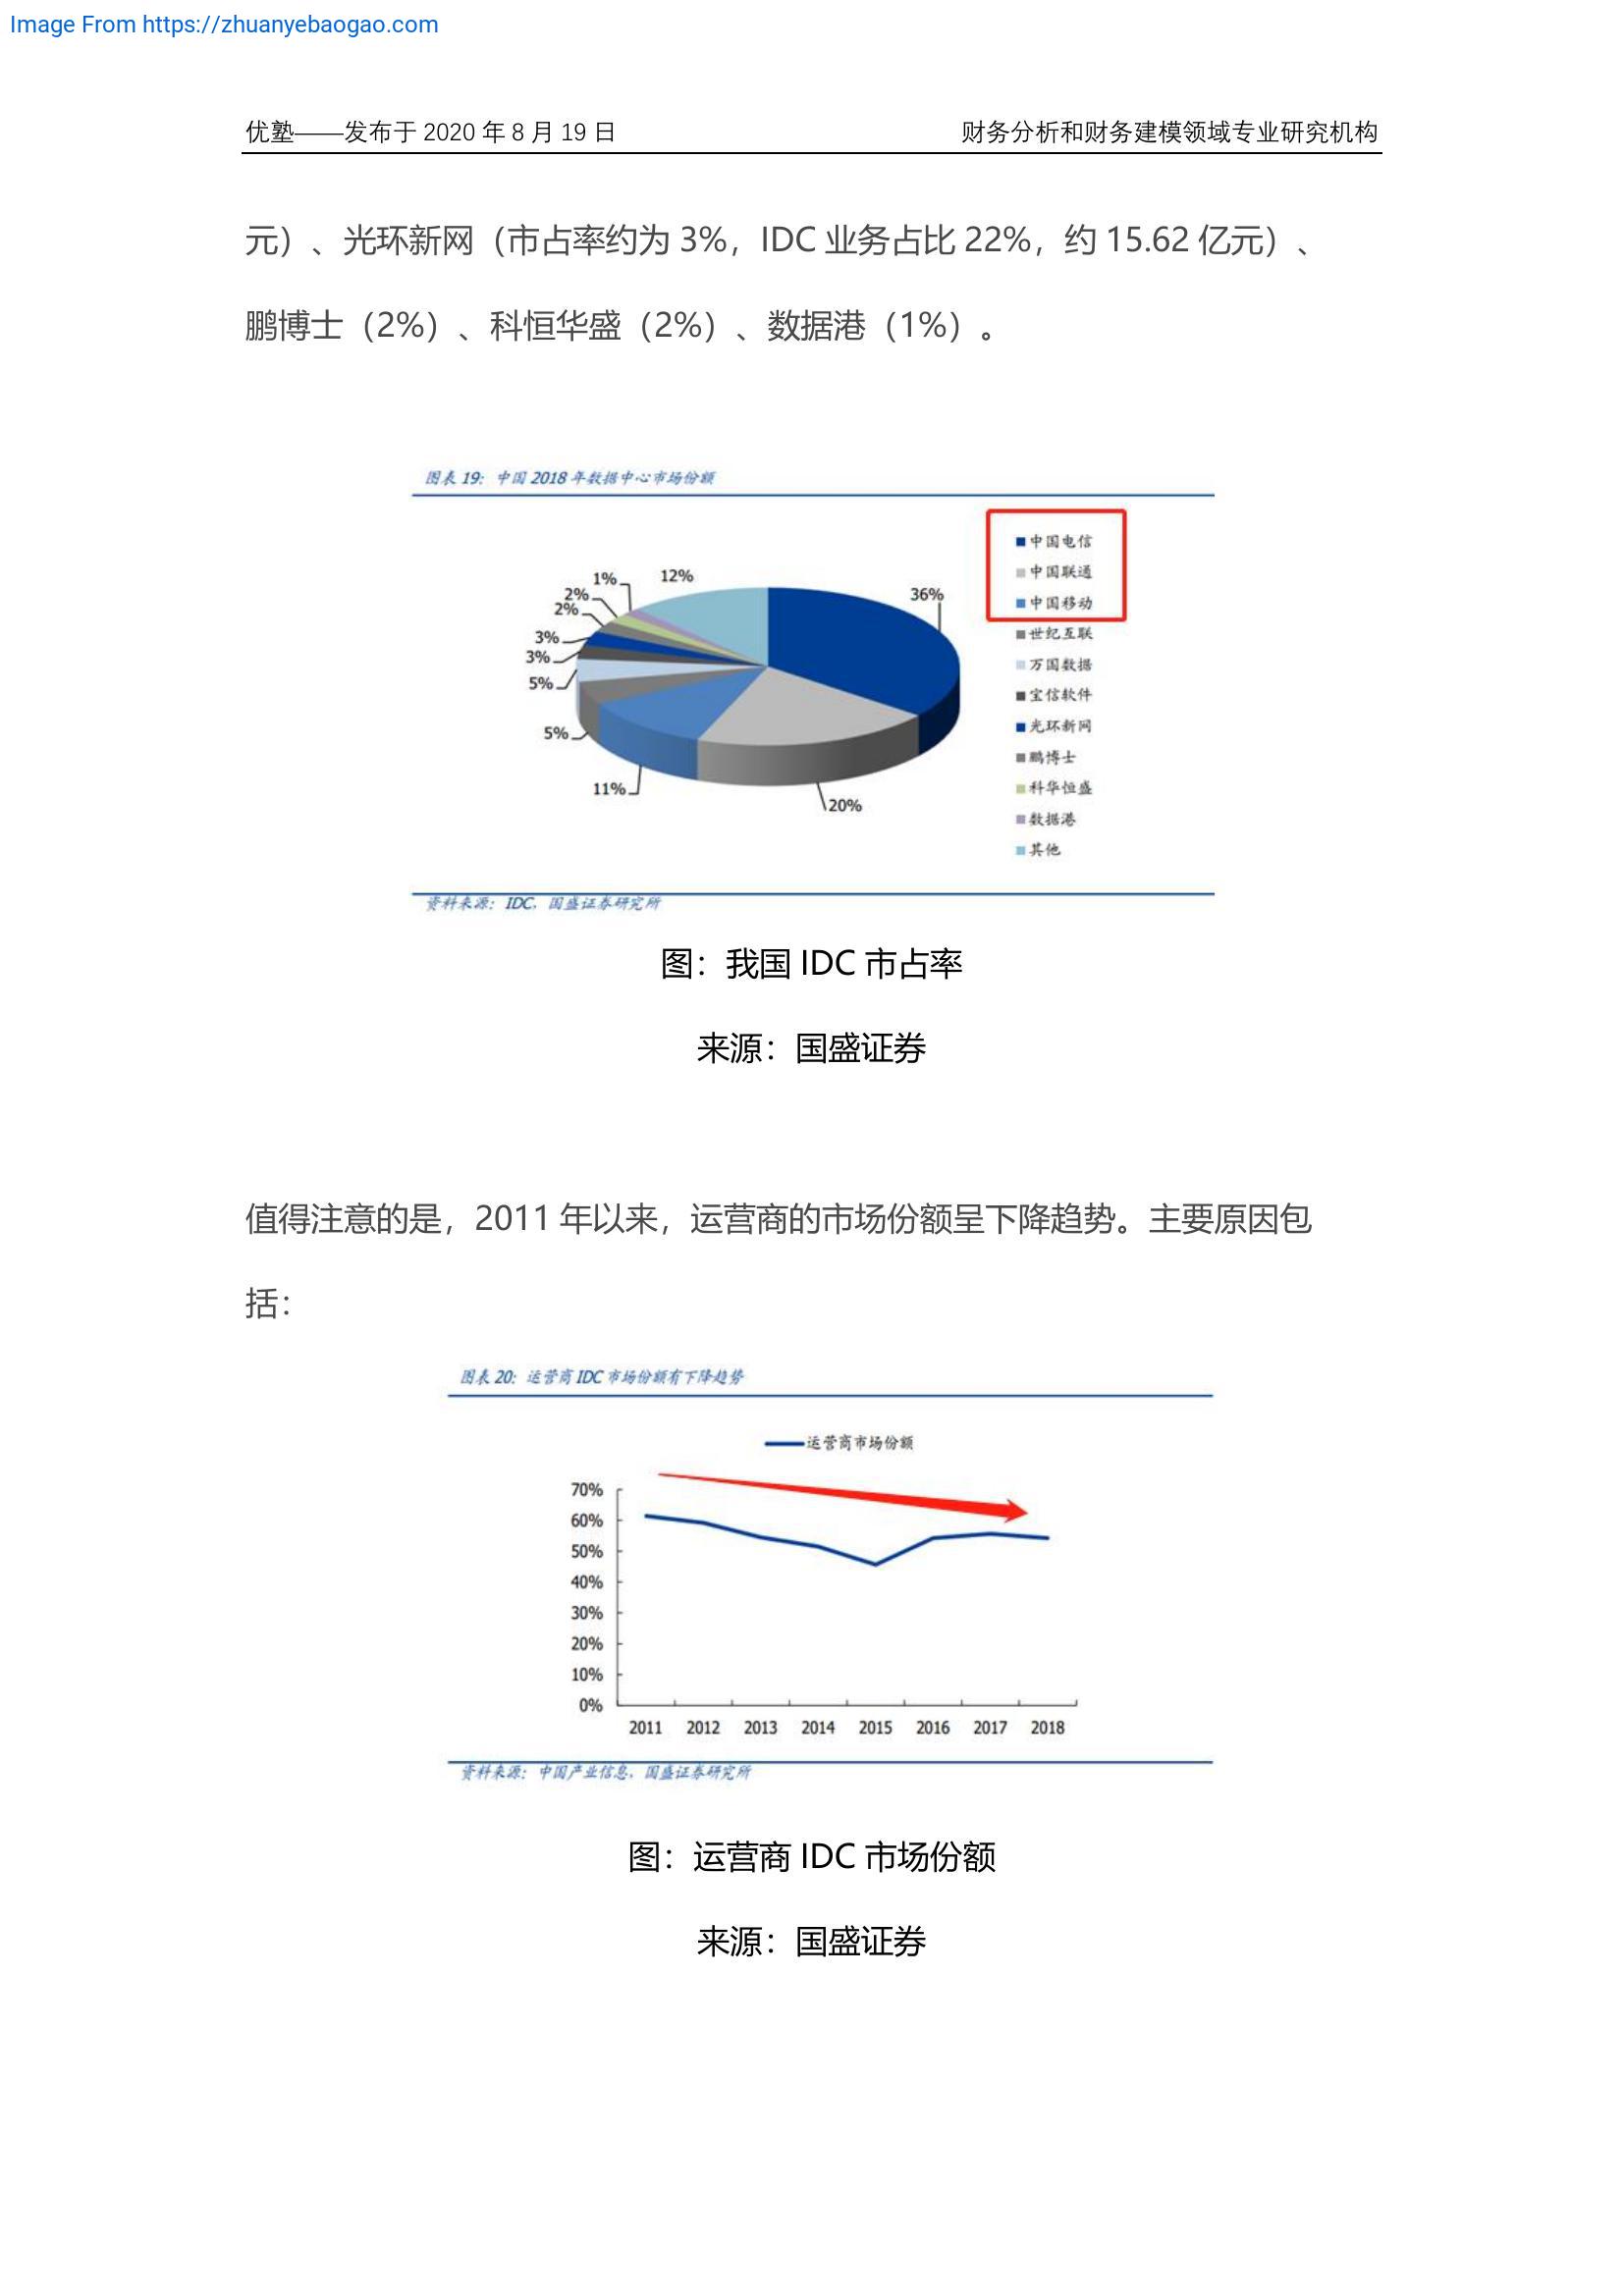 Image From https://zhuanyebaogao.com
优塾——发布于 2020 年 8 月 19 日
财务分析和财务建模领域专业研究机构
元）、光环新网（市占率约为 3%，IDC 业务占比 22%，约 15.62 亿元）、
鹏博士（2%）、科恒华盛（2%）、数据港（1%）。
图表 19：中国 2018 年数据中心市场份额
36%
20%
11%
5%
5%
3%
3%
2%
2%
1%
12%
中国电信
中国联通
中国移动
世纪互联
万国数据
宝信软件
光环新网
鹏博士
科华恒盛
数据港
其他
资料来源：IDC，国盛证券研究所
图：我国 IDC 市占率
来源：国盛证券
值得注意的是，2011 年以来，运营商的市场份额呈下降趋势。主要原因包
括：
图表 20：运营商 IDC 市场份额有下降趋势
运营商市场份额
70%
60%
50%
40%
30%
20%
10%
0%
2011 2012 2013 2014 2015 2016 2017 2018
资料来源：中国产业信息，国盛证券研究所
图：运营商 IDC 市场份额
来源：国盛证券